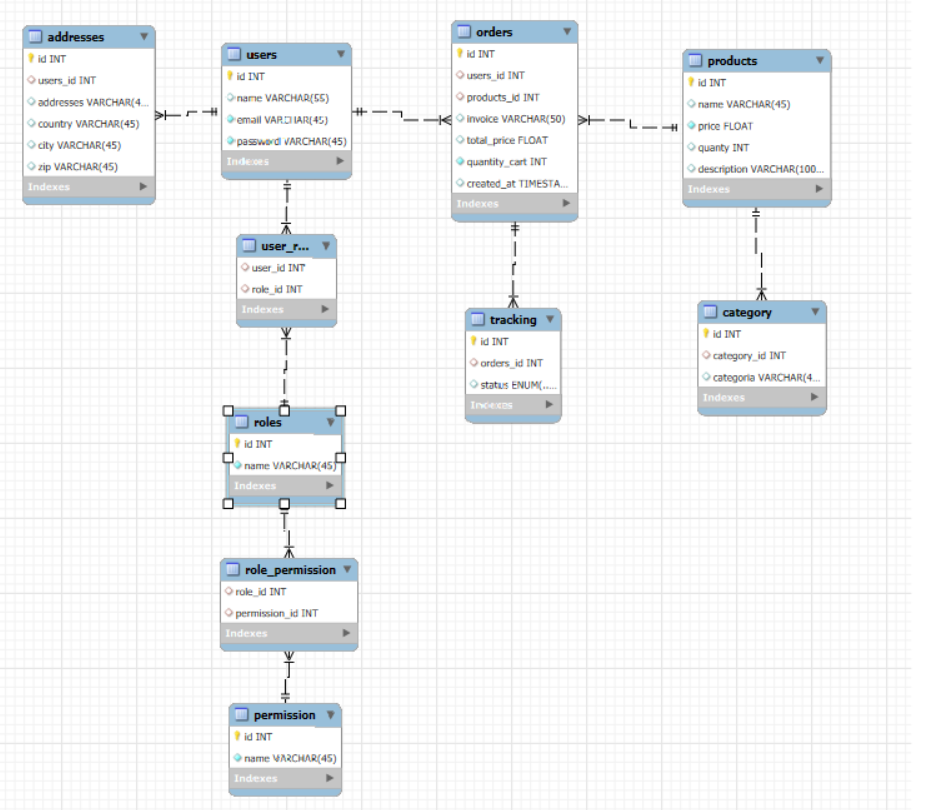 addresses
id INT
users_id INT
addresses VARCHAR(4...
country VARCHAR(45)
city VARCHAR(45)
zip VARCHAR(45)
Indexes
users
id INT
name VARCHAR(55)
email VARCHAR(45)
password VARCHAR(45)
Indexes
orders
id INT
users_id INT
products_id INT
invoice VARCHAR(50)
total_price FLOAT
quantity_cart INT
created_at TIMESTA...
Indexes
products
id INT
name VARCHAR(45)
price FLOAT
quanty INT
description VARCHAR(100...
Indexes
user_r...
user_id INT
role_id INT
Indexes
tracking
id INT
orders_id INT
status ENUM(...
Indexes
category
id INT
category_id INT
categoria VARCHAR(4...
Indexes
roles
id INT
name VARCHAR(45)
Indexes
role_permission
role_id INT
permission_id INT
Indexes
permission
id INT
name VARCHAR(45)
Indexes